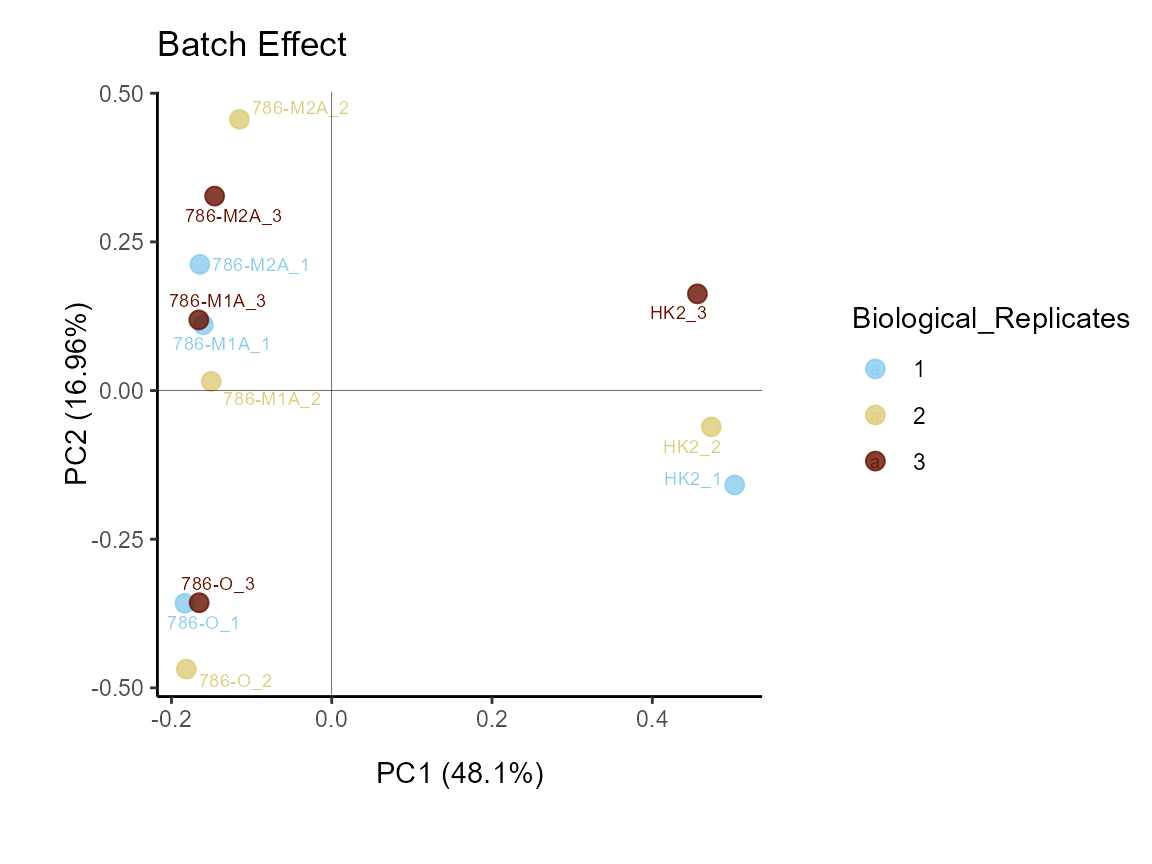 Batch Effect
0.50
0.25
0.00
-0.25
-0.50
PC2 (16.96%)
786-M2A_2
786-M2A_3
786-M2A_1
786-M1A_3
786-M1A_1
786-M1A_2
HK2_3
HK2_2
HK2_1
786-O_3
786-O_1
786-O_2
-0.2
0.0
0.2
0.4
PC1 (48.1%)
Biological_Replicates
a 1
a 2
a 3